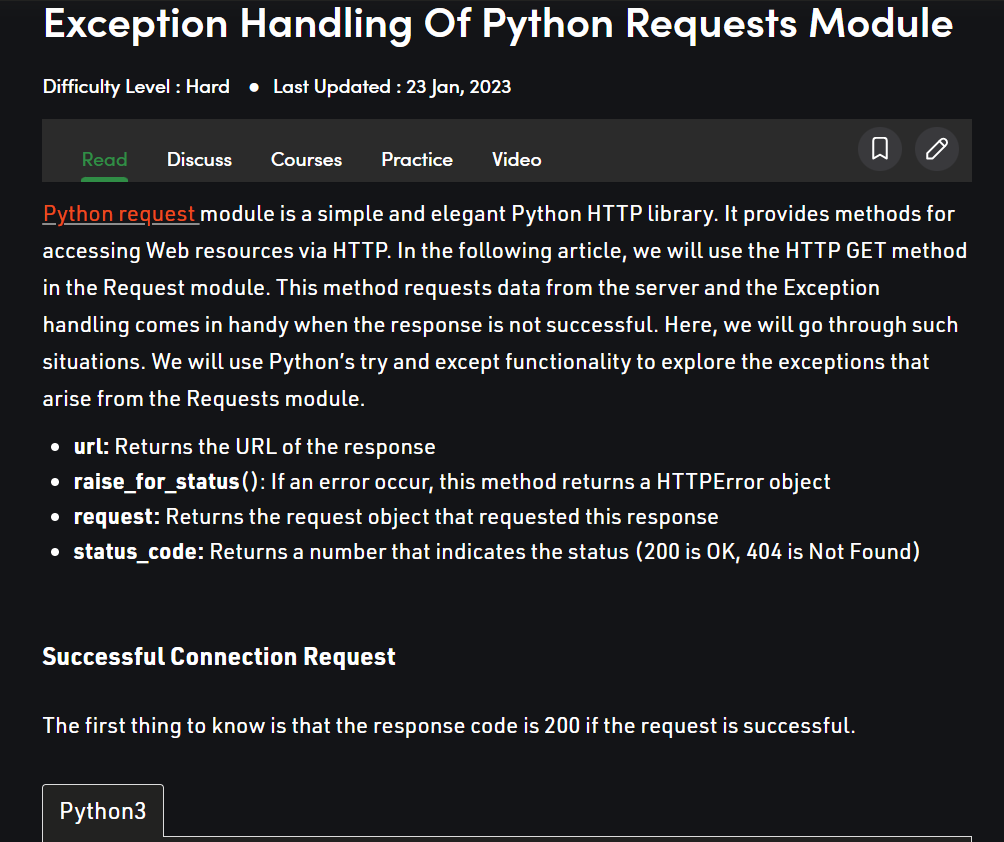 Exception Handling Of Python Requests Module
Difficulty Level : Hard ● Last Updated : 23 Jan, 2023
Read Discuss Courses Practice Video
Python request module is a simple and elegant Python HTTP library. It provides methods for
accessing Web resources via HTTP. In the following article, we will use the HTTP GET method
in the Request module. This method requests data from the server and the Exception
handling comes in handy when the response is not successful. Here, we will go through such
situations. We will use Python’s try and except functionality to explore the exceptions that
arise from the Requests module.
• url: Returns the URL of the response
• raise_for_status(): If an error occur, this method returns a HTTPError object
• request: Returns the request object that requested this response
• status_code: Returns a number that indicates the status (200 is OK, 404 is Not Found)
Successful Connection Request
The first thing to know is that the response code is 200 if the request is successful.
Python3